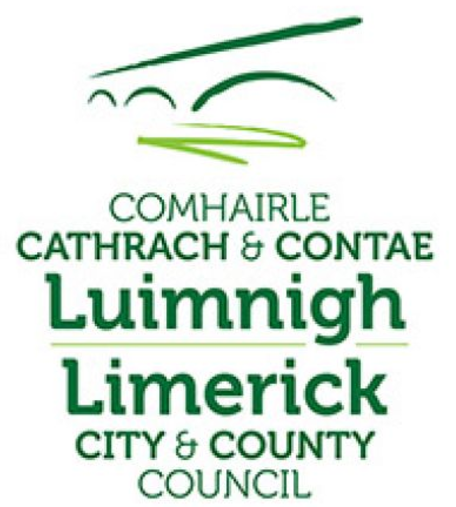 COMHAIRLE
CATHRACH & CONTAE
Luimnigh
Limerick
CITY & COUNTY
COUNCIL